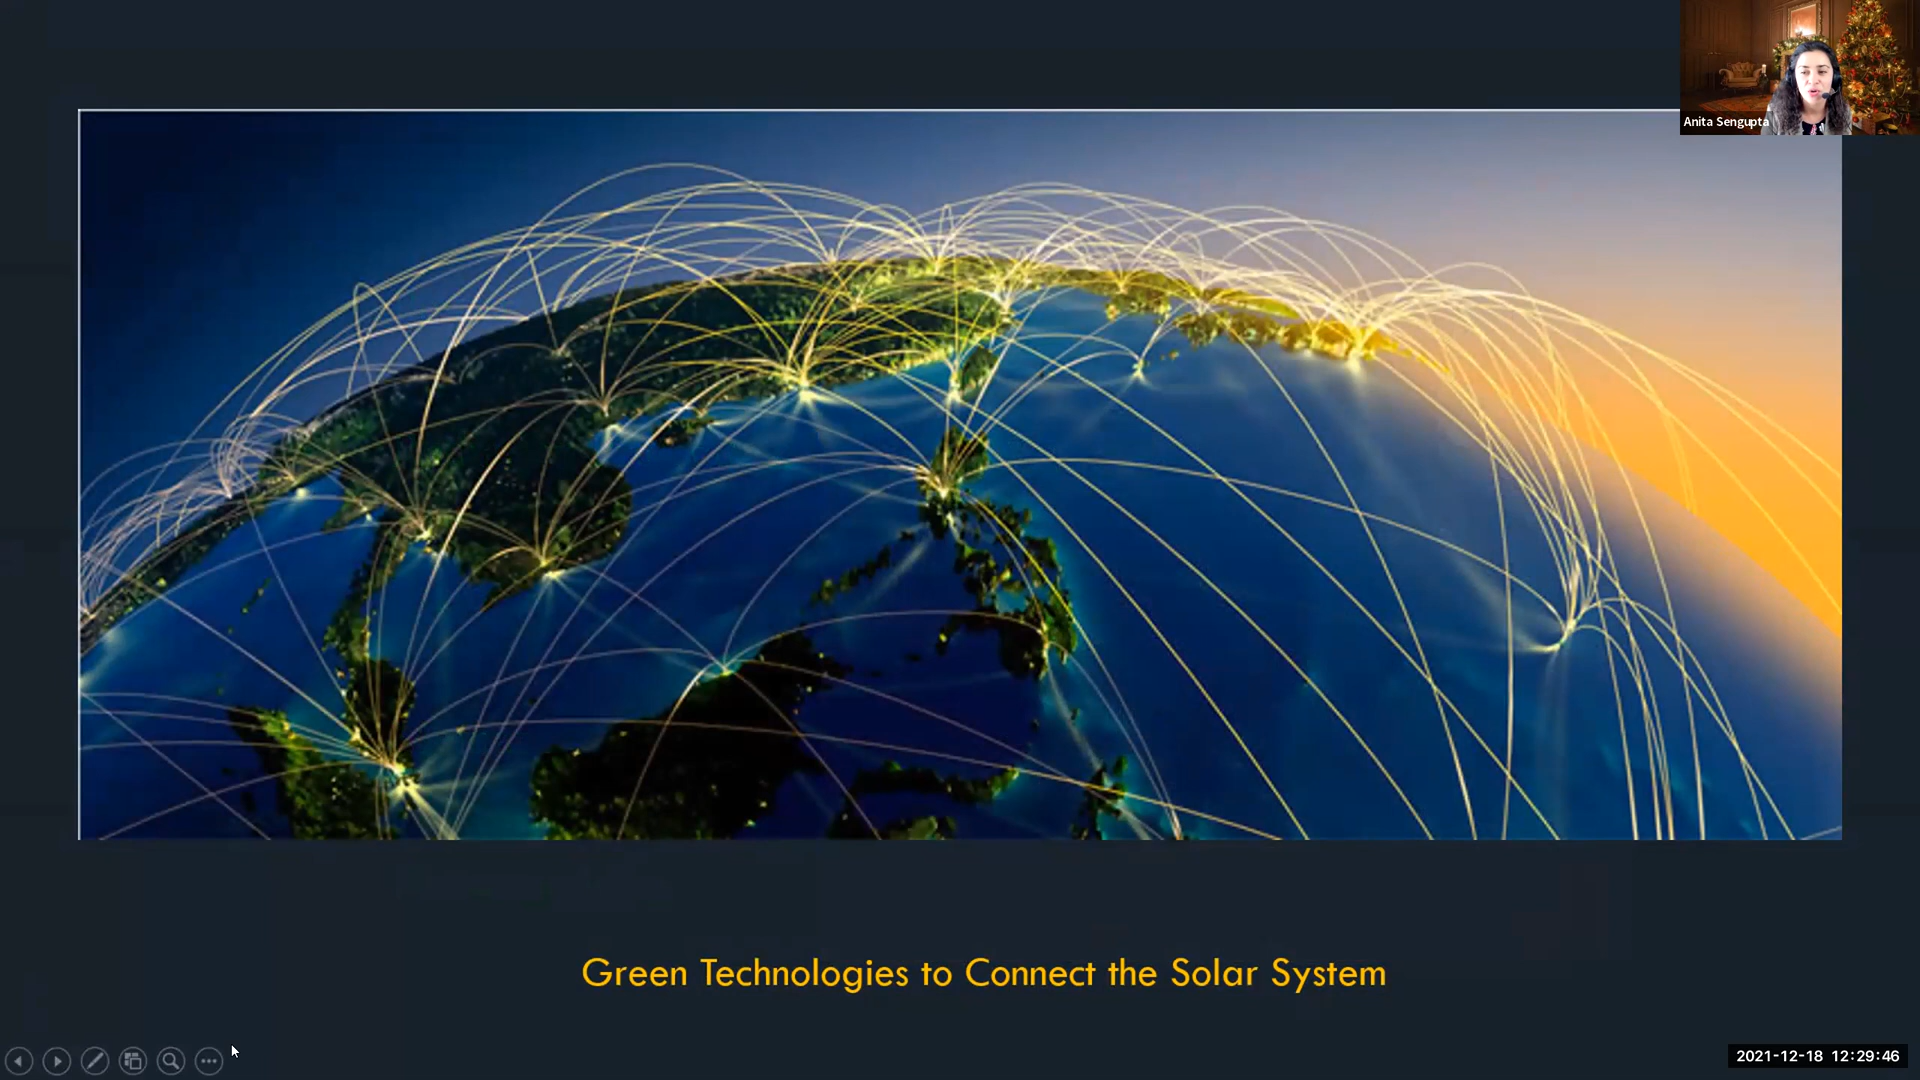 Anita Sengupta
Green Technologies to Connect the Solar System
2021-12-18 12:29:46